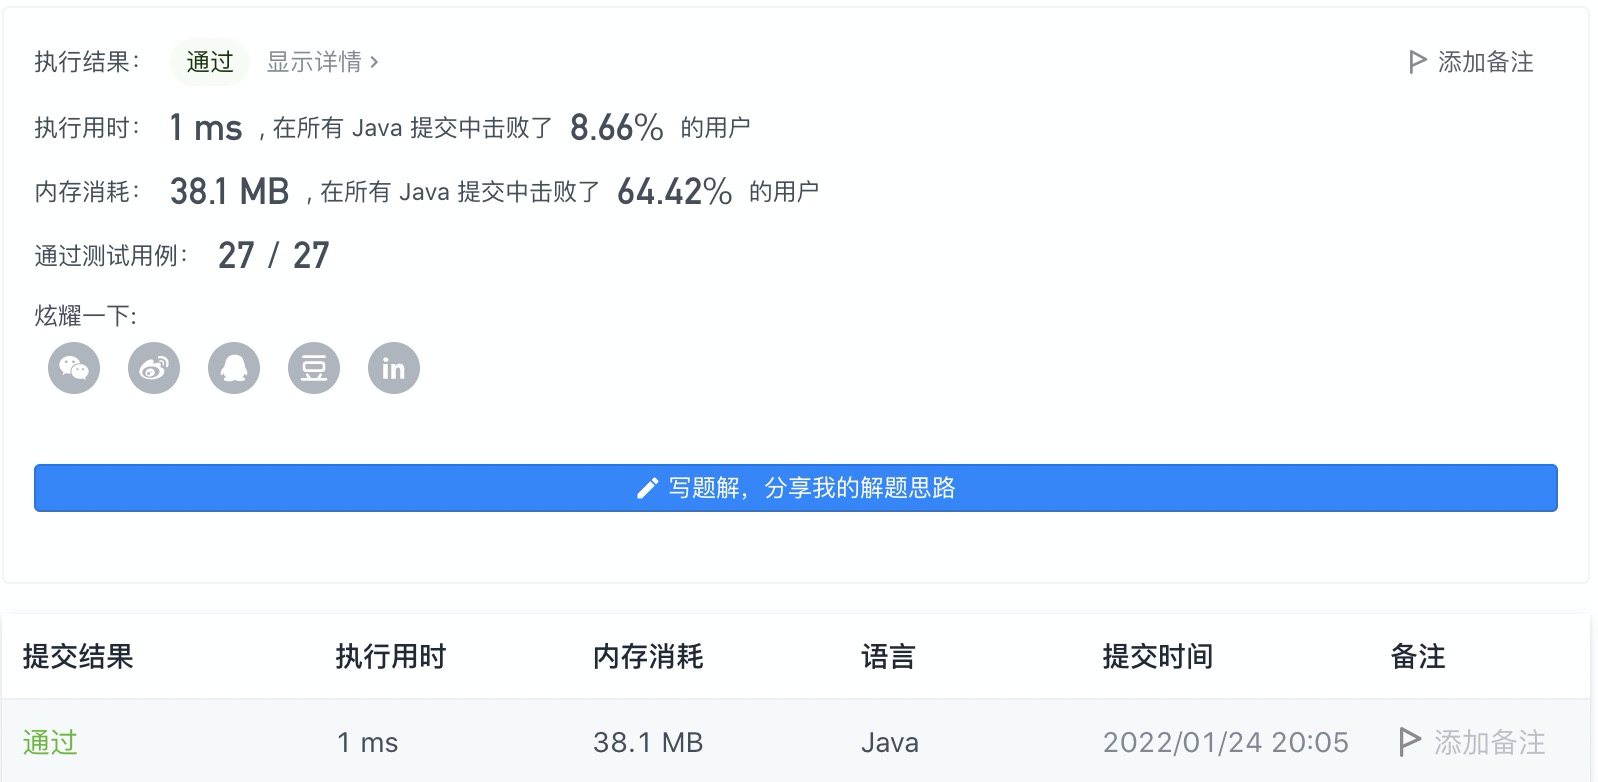 执行结果： 通过 显示详情 > 添加备注
执行用时： 1 ms , 在所有 Java 提交中击败了 8.66% 的用户
内存消耗： 38.1 MB , 在所有 Java 提交中击败了 64.42% 的用户
通过测试用例： 27 / 27
炫耀一下:
豆 in
写题解，分享我的解题思路
提交结果 执行用时 内存消耗 语言 提交时间 备注
通过 1 ms 38.1 MB Java 2022/01/24 20:05 添加备注